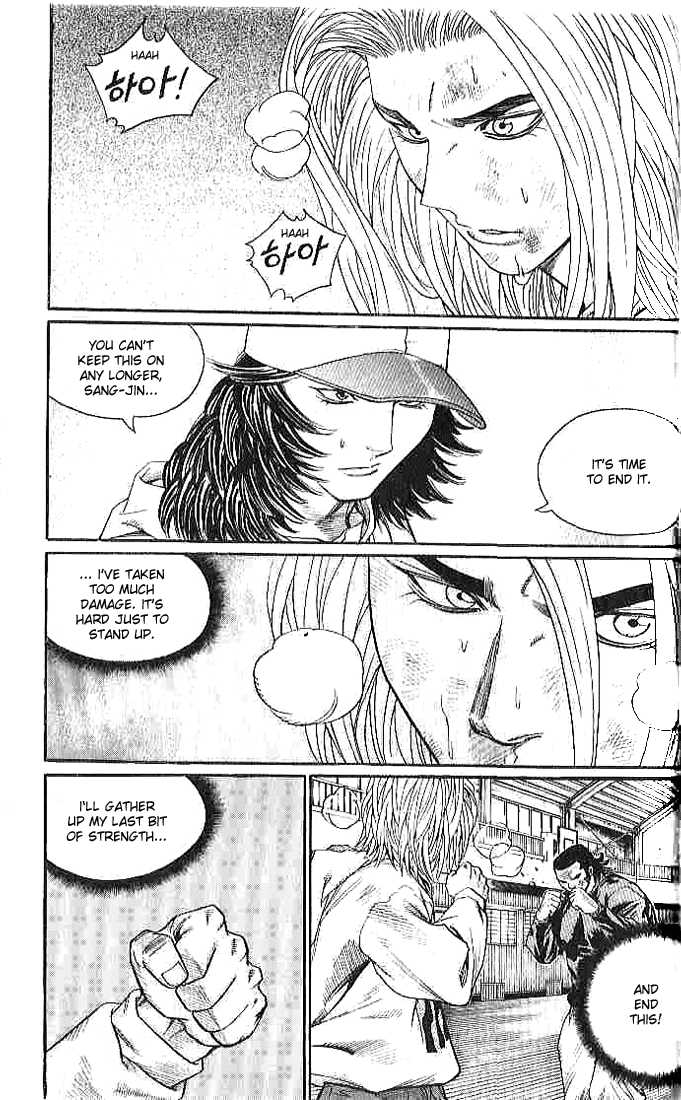 HAAH
하아!
HAAH
하아
YOU CAN'T
KEEP THIS ON
ANY LONGER,
SANG-JIN...
IT'S TIME
TO END IT.
... I'VE TAKEN
TOO MUCH
DAMAGE. IT'S
HARD JUST TO
STAND UP.
I'LL GATHER
UP MY LAST BIT
OF STRENGTH...
AND
END
THIS!